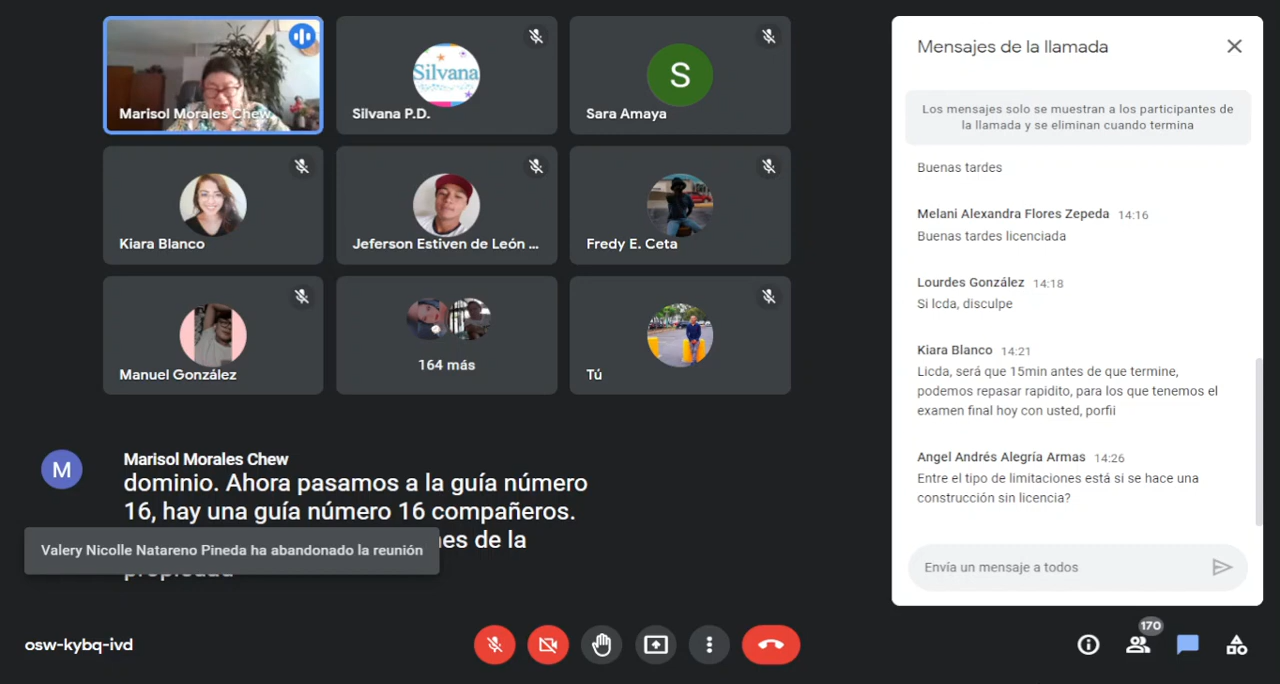 Marisol Morales Chew
Silvana
Silvana P.D.
S
Sara Amaya
Kiara Blanco
Jeferson Estiven de León ...
Fredy E. Ceta
Manuel González
164 más
Tú
M
Marisol Morales Chew
dominio. Ahora pasamos a la guía número
16, hay una guía número 16 compañeros.
es de la
Valery Nicolle Natareno Pineda ha abandonado la reunión
propiedad
osw-kybq-ivd
Mensajes de la llamada
Los mensajes solo se muestran a los participantes de
la llamada y se eliminan cuando termina
Buenas tardes
Melani Alexandra Flores Zepeda 14:16
Buenas tardes licenciada
Lourdes González 14:18
Si lcda, disculpe
Kiara Blanco 14:21
Licda, será que 15min antes de que termine,
podemos repasar rapidito, para los que tenemos el
examen final hoy con usted, porfii
Angel Andrés Alegría Armas 14:26
Entre el tipo de limitaciones está si se hace una
construcción sin licencia?
Envía un mensaje a todos
170